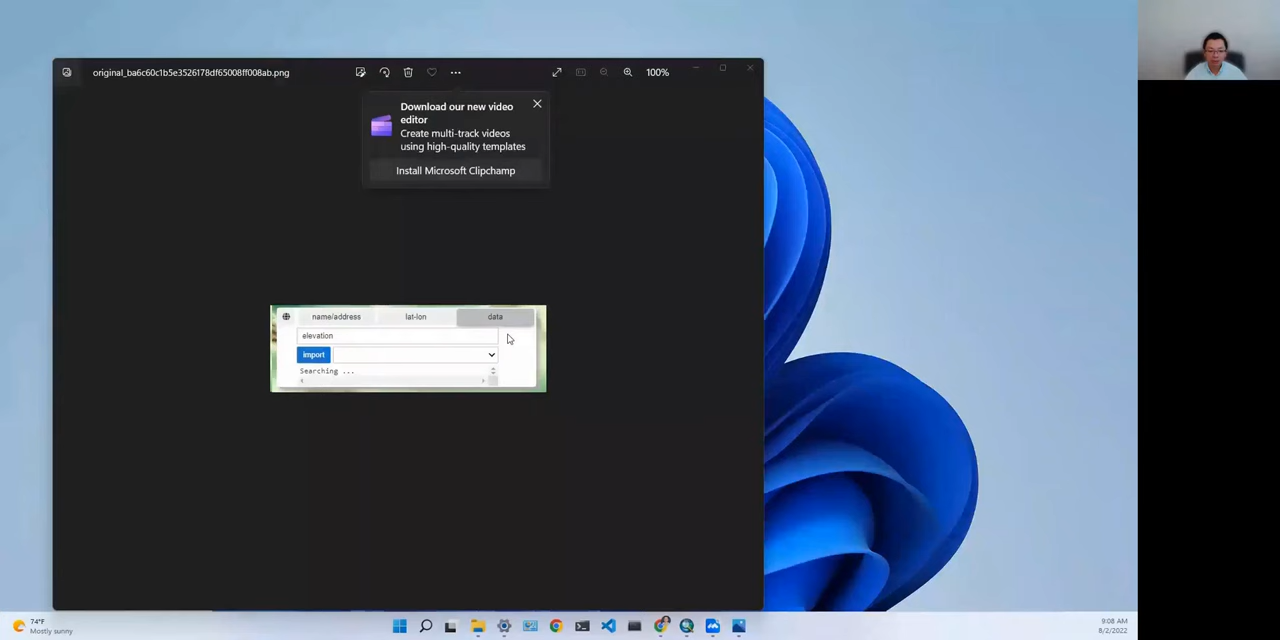 original_ba6c60c1b5e3526178df65008ff008ab.png
100%
Download our new video
editor
Create multi-track videos
using high-quality templates
Install Microsoft Clipchamp
name/address lat-lon data
elevation
import
Searching ...
74°F
Mostly sunny
9:08 AM
8/2/2022